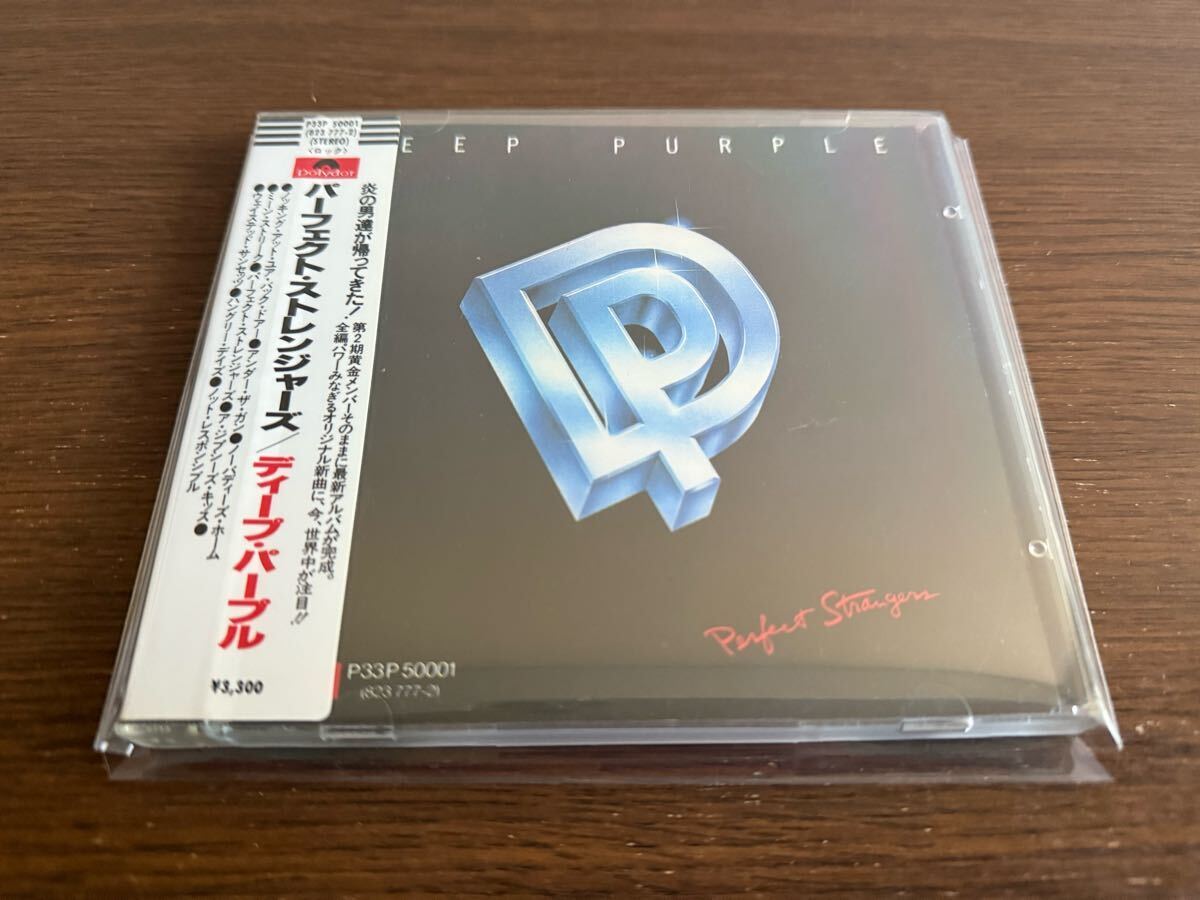 P33P 50001
(823 777-2)
(STEREO)
<ロック>
Polydor
炎の男達が帰ってきた!
第2期黄金メンバーそのままに最新アルバムが完成。
全編パワーみなぎるオリジナル新曲に、今、世界中が注目!!
パーフェクト・ストレンジャーズ/ディープ・パープル
●ノッキング・アット・ユア・バック・ドアー●アンダー・ザ・ガン●ノーバディーズ・ホーム
●ミーン・ストリーク●パーフェクト・ストレンジャーズ●ア・ジプシーズ・キッス●
●ウェイステッド・サンセッツ●ハングリー・デイズ●ノット・レスポンシブル
¥3,300
EEP PURPLE
DP
Perfect Strangers
P33P 50001
(823 777-2)